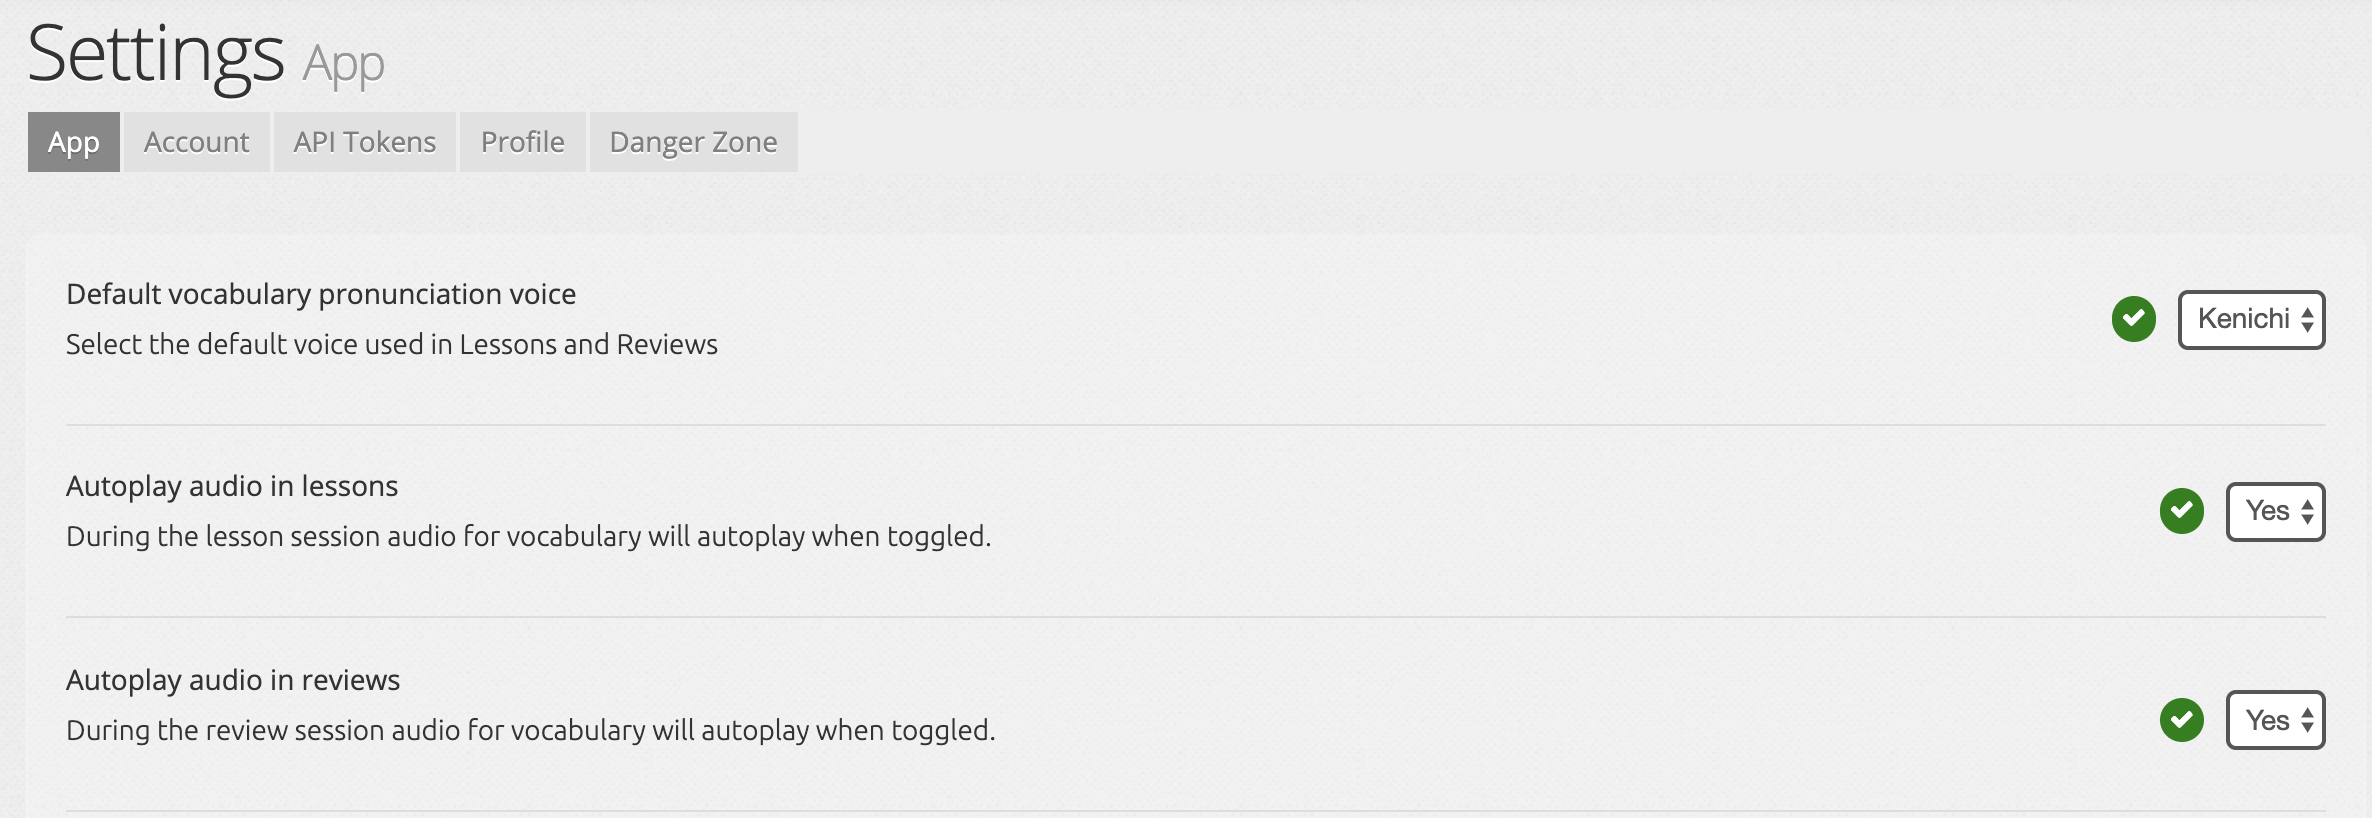 Settings App
App Account API Tokens Profile Danger Zone
Default vocabulary pronunciation voice
Select the default voice used in Lessons and Reviews
Kenichi
Autoplay audio in lessons
During the lesson session audio for vocabulary will autoplay when toggled.
Yes
Autoplay audio in reviews
During the review session audio for vocabulary will autoplay when toggled.
Yes